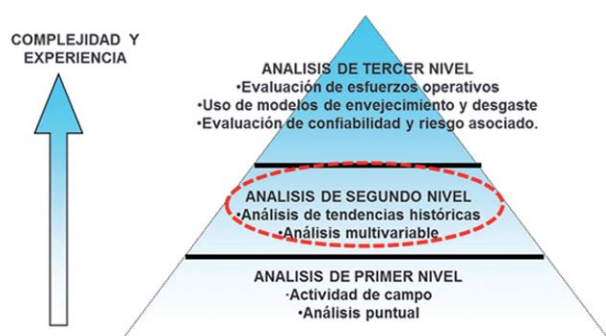 COMPLEJIDAD Y
EXPERIENCIA
ANALISIS DE TERCER NIVEL
•Evaluación de esfuerzos operativos
•Uso de modelos de envejecimiento y desgaste
•Evaluación de confiabilidad y riesgo asociado.
ANALISIS DE SEGUNDO NIVEL
•Análisis de tendencias históricas
•Análisis multivariable
ANALISIS DE PRIMER NIVEL
•Actividad de campo
•Análisis puntual